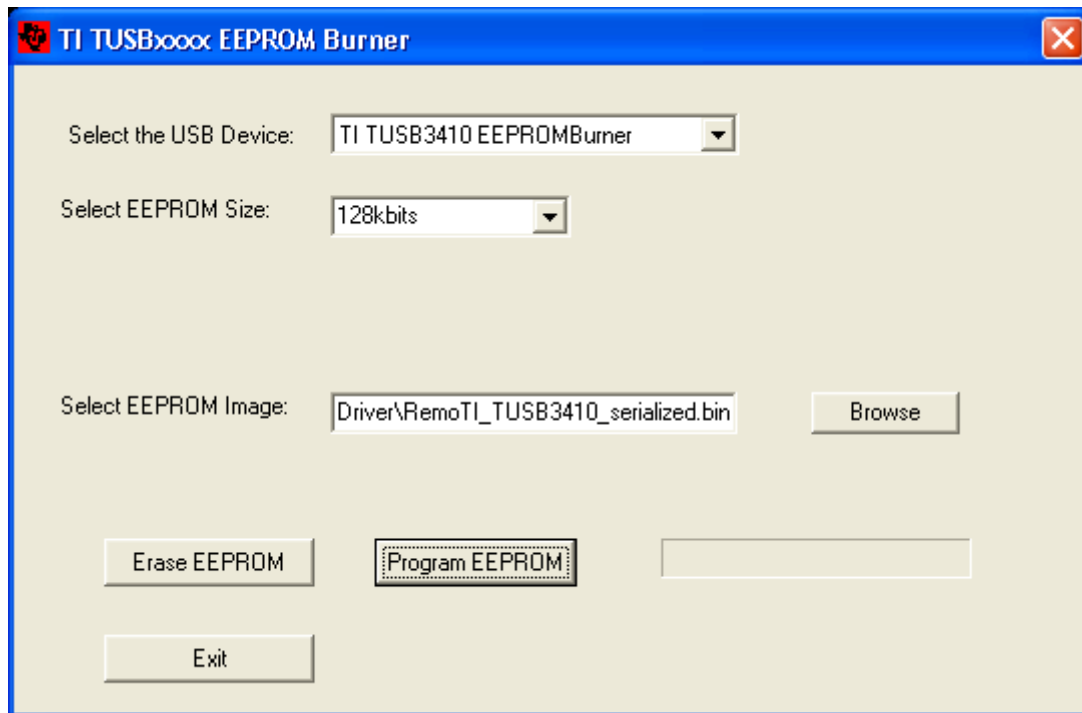 TI TUSBxxxx EEPROM Burner
Select the USB Device: TI TUSB3410 EEPROMBurner
Select EEPROM Size: 128kbits
Select EEPROM Image: Driver\RemoTI_TUSB3410_serialized.bin Browse
Erase EEPROM Program EEPROM
Exit